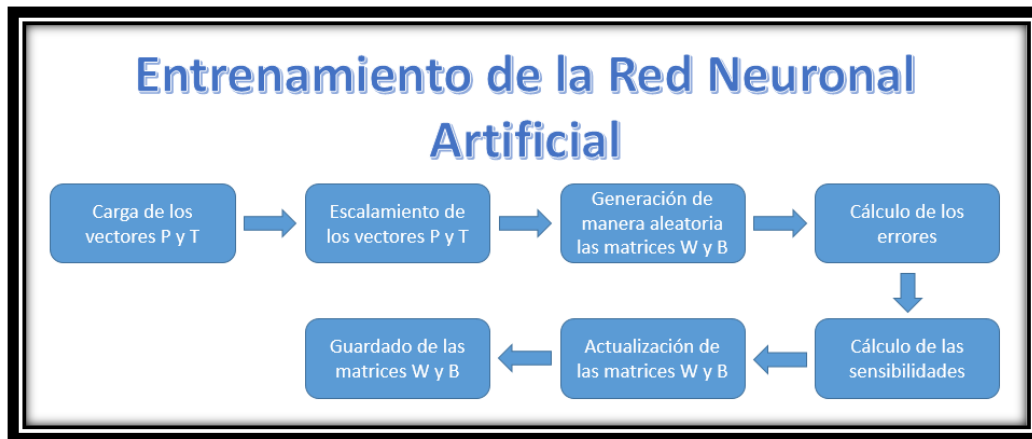 Entrenamiento de la Red Neuronal
Artificial
Carga de los
vectores P y T
Escalamiento de
los vectores P y T
Generación de
manera aleatoria
las matrices W y B
Cálculo de los
errores
Cálculo de las
sensibilidades
Actualización de
las matrices W y B
Guardado de las
matrices W y B